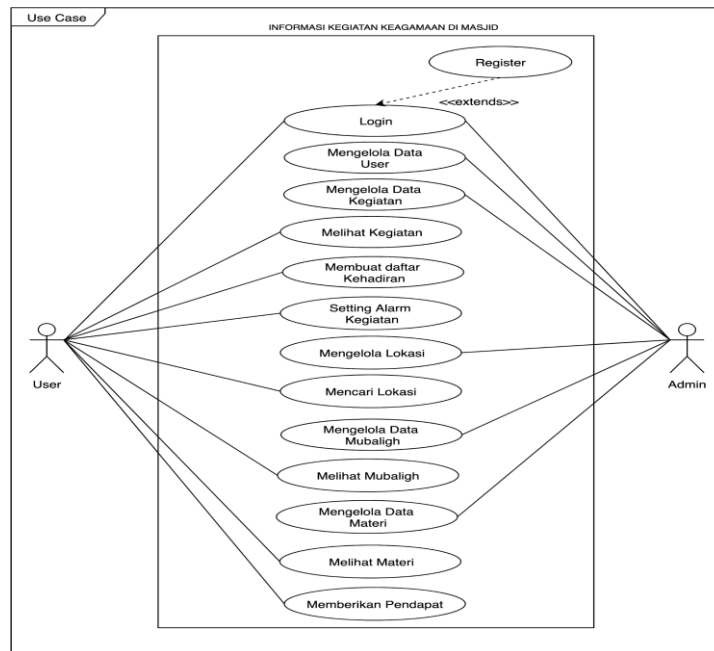 Use Case
INFORMASI KEGIATAN KEAGAMAAN DI MASJID
Register
<<extends>>
Login
Mengelola Data
User
Mengelola Data
Kegiatan
Melihat Kegiatan
Membuat daftar
Kehadiran
Setting Alarm
Kegiatan
Mengelola Lokasi
User
Admin
Mencari Lokasi
Mengelola Data
Mubaligh
Melihat Mubaligh
Mengelola Data
Materi
Melihat Materi
Memberikan Pendapat